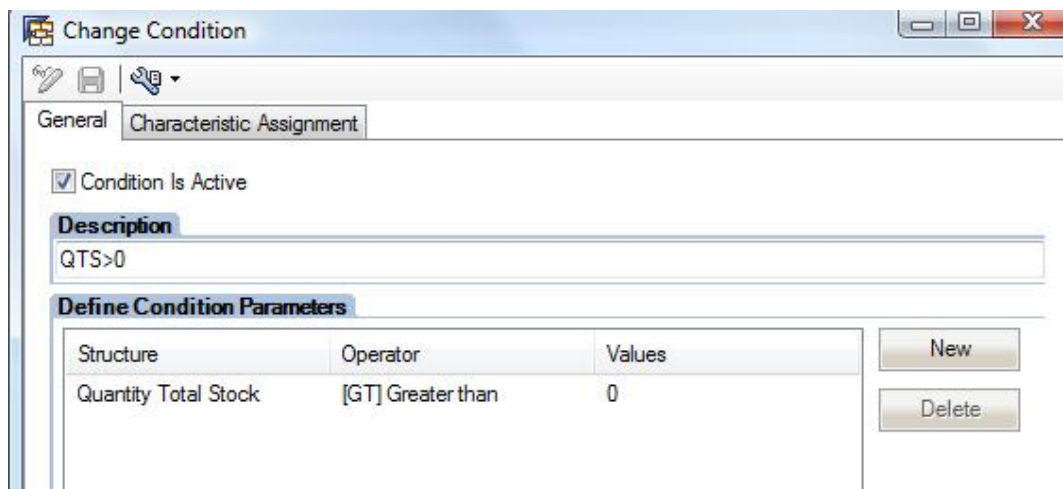 Change Condition
General Characteristic Assignment
Condition Is Active
Description
QTS>0
Define Condition Parameters
Structure Operator Values
Quantity Total Stock [GT] Greater than 0
New
Delete